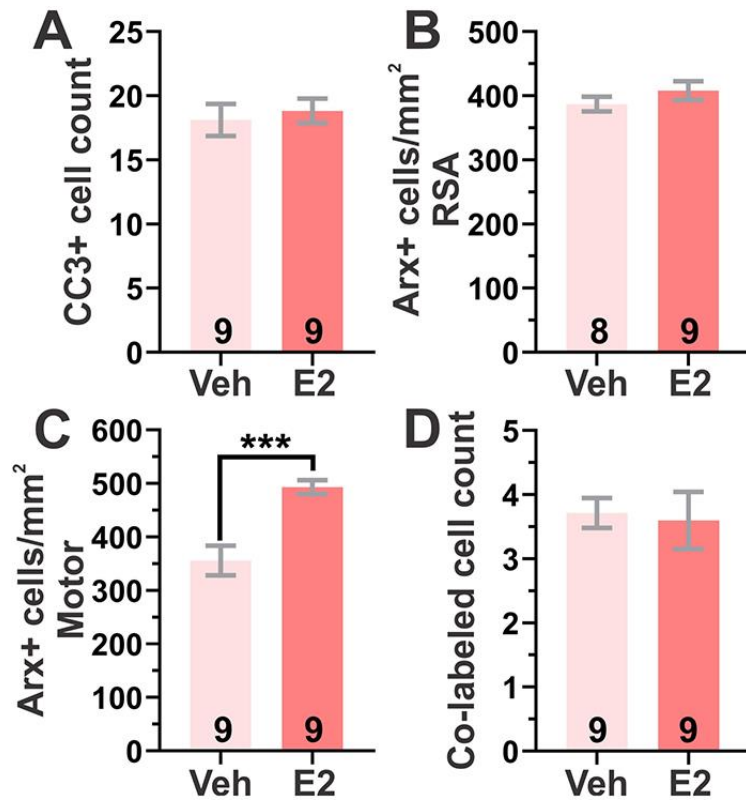 A
CC3+ cell count
25
20
15
10
5
0
9
9
Veh
E2
B
Arx+ cells/mm²
RSA
500
400
300
200
100
0
8
9
Veh
E2
C
Arx+ cells/mm²
Motor
600
500
400
300
200
100
0
***
9
9
Veh
E2
D
Co-labeled cell count
5
4
3
2
1
0
9
9
Veh
E2